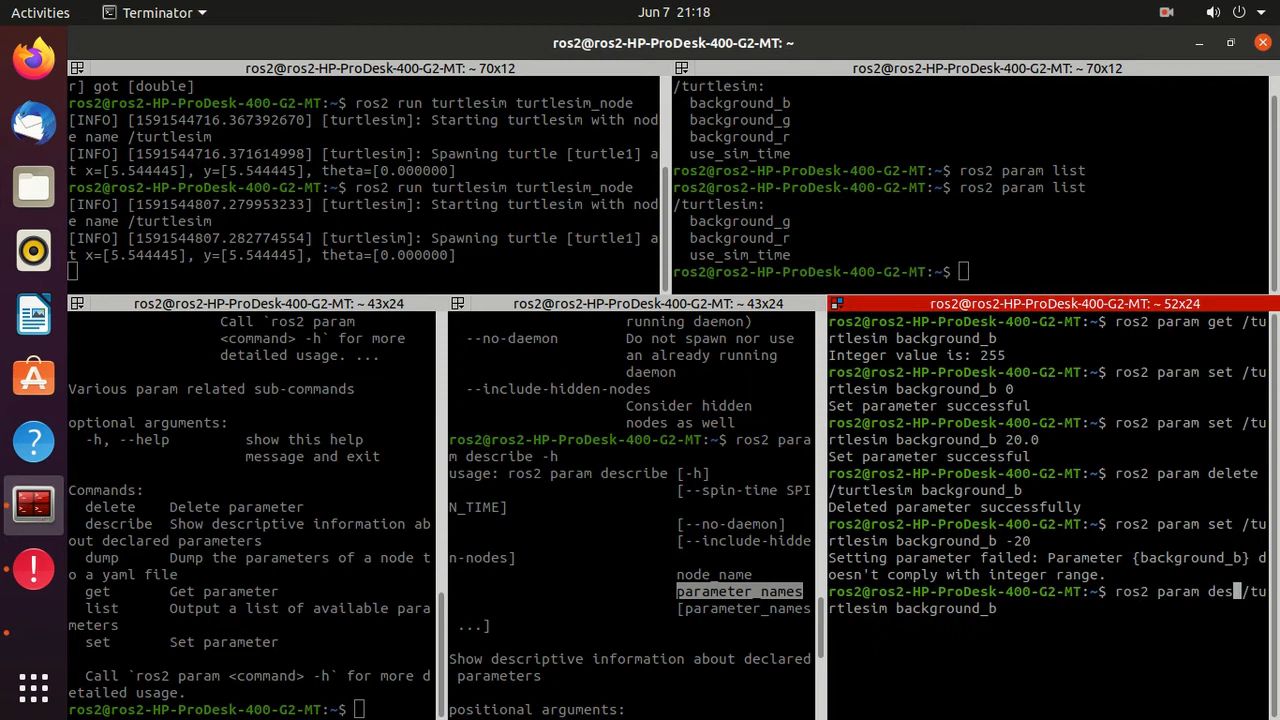 Activities
Terminator
Jun 7 21:18
ros2@ros2-HP-ProDesk-400-G2-MT: ~
ros2@ros2-HP-ProDesk-400-G2-MT: ~ 70x12
r] got [double]
ros2@ros2-HP-ProDesk-400-G2-MT:~$ ros2 run turtlesim turtlesim_node
[INFO] [1591544716.367392670] [turtlesim]: Starting turtlesim with nod
e name /turtlesim
[INFO] [1591544716.371614998] [turtlesim]: Spawning turtle [turtle1] a
t x=[5.544445], y=[5.544445], theta=[0.000000]
ros2@ros2-HP-ProDesk-400-G2-MT:~$ ros2 run turtlesim turtlesim_node
[INFO] [1591544807.279953233] [turtlesim]: Starting turtlesim with nod
e name /turtlesim
[INFO] [1591544807.282774554] [turtlesim]: Spawning turtle [turtle1] a
t x=[5.544445], y=[5.544445], theta=[0.000000]
ros2@ros2-HP-ProDesk-400-G2-MT: ~ 70x12
/turtlesim:
background_b
background_g
background_r
use_sim_time
ros2@ros2-HP-ProDesk-400-G2-MT:~$ ros2 param list
ros2@ros2-HP-ProDesk-400-G2-MT:~$ ros2 param list
/turtlesim:
background_g
background_r
use_sim_time
ros2@ros2-HP-ProDesk-400-G2-MT:~$
ros2@ros2-HP-ProDesk-400-G2-MT: ~ 43x24
Call `ros2 param
<command> -h` for more
detailed usage. ...
Various param related sub-commands
optional arguments:
-h, --help show this help
message and exit
Commands:
delete Delete parameter
describe Show descriptive information ab
out declared parameters
dump Dump the parameters of a node t
o a yaml file
get Get parameter
list Output a list of available para
meters
set Set parameter
Call `ros2 param <command> -h` for more d
etailed usage.
ros2@ros2-HP-ProDesk-400-G2-MT:~$
ros2@ros2-HP-ProDesk-400-G2-MT: ~ 43x24
running daemon)
--no-daemon Do not spawn nor use
an already running
daemon
--include-hidden-nodes
Consider hidden
nodes as well
ros2@ros2-HP-ProDesk-400-G2-MT:~$ ros2 para
m describe -h
usage: ros2 param describe [-h]
[--spin-time SPI
N_TIME]
[--no-daemon]
[--include-hidde
n-nodes]
node_name
parameter_names
[parameter_names
...]
Show descriptive information about declared
parameters
positional arguments:
ros2@ros2-HP-ProDesk-400-G2-MT: ~ 52x24
ros2@ros2-HP-ProDesk-400-G2-MT:~$ ros2 param get /tu
rtlesim background_b
Integer value is: 255
ros2@ros2-HP-ProDesk-400-G2-MT:~$ ros2 param set /tu
rtlesim background_b 0
Set parameter successful
ros2@ros2-HP-ProDesk-400-G2-MT:~$ ros2 param set /tu
rtlesim background_b 20.0
Set parameter successful
ros2@ros2-HP-ProDesk-400-G2-MT:~$ ros2 param delete
/turtlesim background_b
Deleted parameter successfully
ros2@ros2-HP-ProDesk-400-G2-MT:~$ ros2 param set /tu
rtlesim background_b -20
Setting parameter failed: Parameter {background_b} d
oesn't comply with integer range.
ros2@ros2-HP-ProDesk-400-G2-MT:~$ ros2 param des /tu
rtlesim background_b